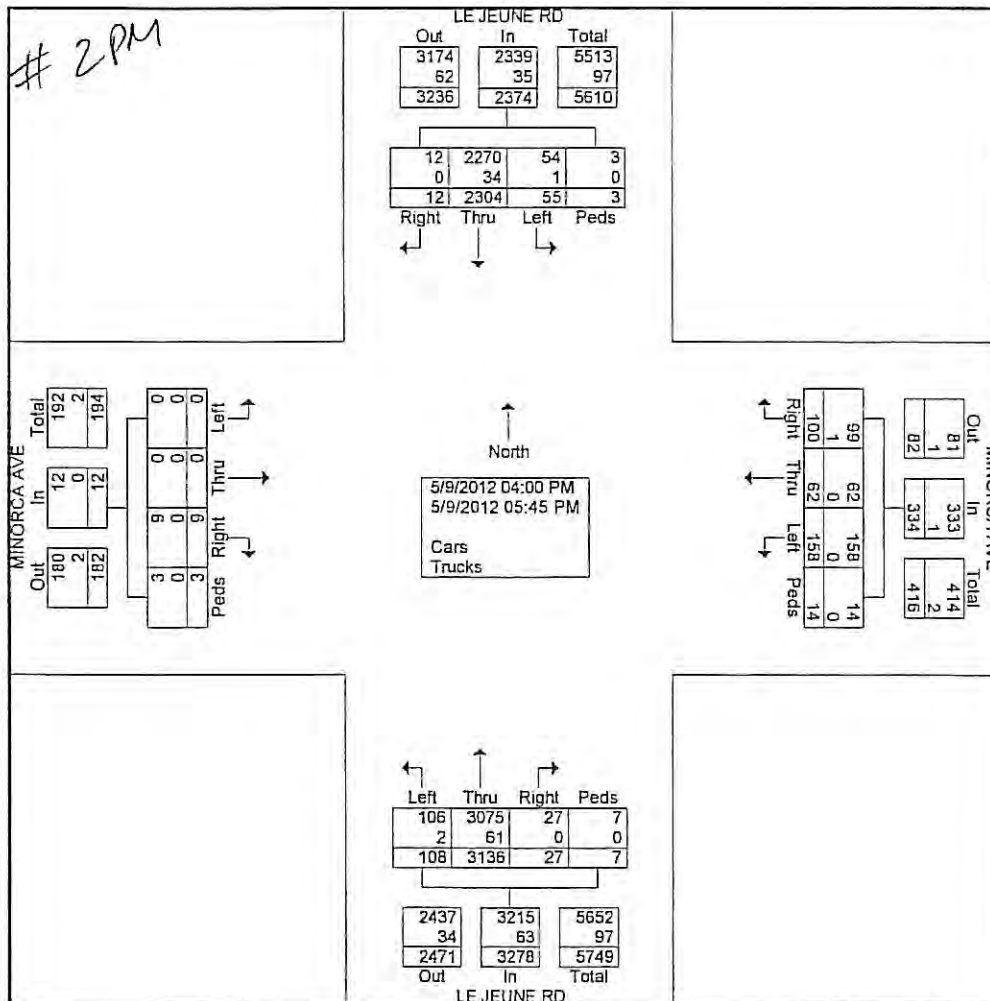 # 2 PM
LE JEUNE RD
Out In Total
3174 2339 5513
62 35 97
3236 2374 5610
12 2270 54 3
0 34 1 0
12 2304 55 3
Right Thru Left Peds
MINORCA AVE
Total In Out
192 12 180
2 0 2
194 12 182
0 0 9 3
0 0 0 0
0 0 9 3
Left Thru Right Peds
North
5/9/2012 04:00 PM
5/9/2012 05:45 PM
Cars
Trucks
Right Thru Left Peds
99 62 158 14
1 0 0 0
100 62 158 14
Out In Total
81 333 414
1 1 2
82 334 416
Left Thru Right Peds
106 3075 27 7
2 61 0 0
108 3136 27 7
2437 3215 5652
34 63 97
2471 3278 5749
Out In Total
LE JEUNE RD